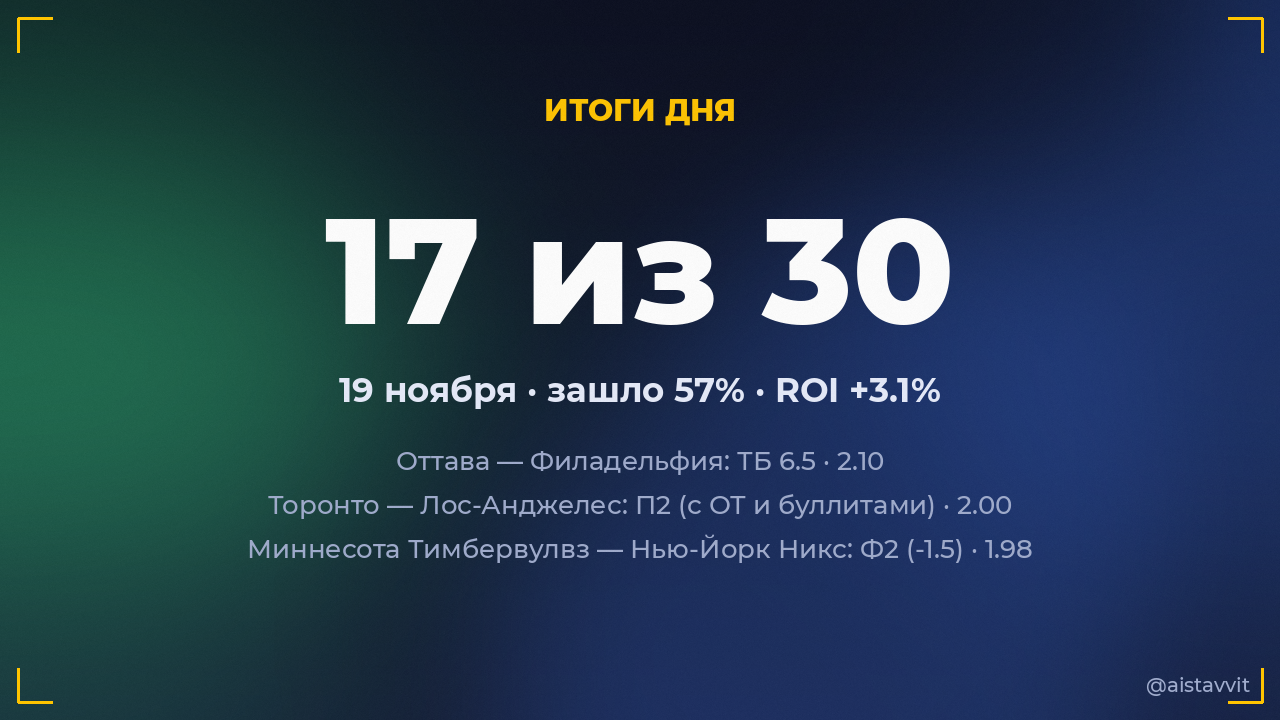 ИТОГИ ДНЯ
17 из 30
19 ноября · зашло 57% · ROI +3.1%
Оттава — Филадельфия: ТБ 6.5 · 2.10
Торонто — Лос-Анджелес: П2 (с ОТ и буллитами) · 2.00
Миннесота Тимбервулвз — Нью-Йорк Никс: Ф2 (-1.5) · 1.98
@aistavvit